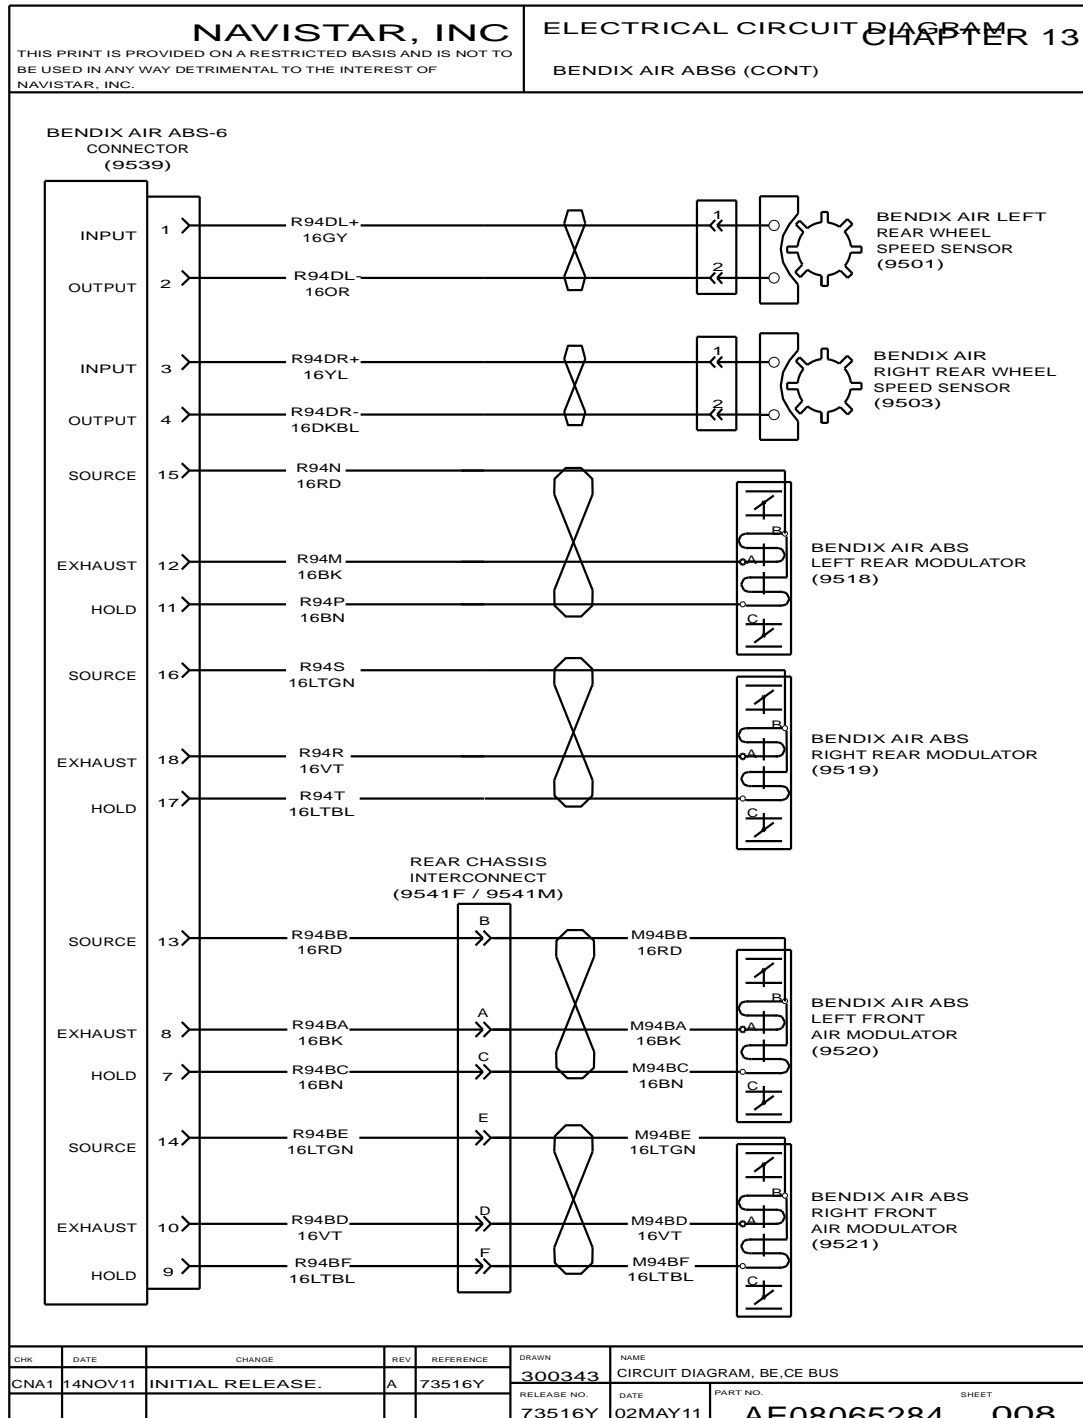 NAVISTAR, INC
THIS PRINT IS PROVIDED ON A RESTRICTED BASIS AND IS NOT TO
BE USED IN ANY WAY DETRIMENTAL TO THE INTEREST OF
NAVISTAR, INC.
ELECTRICAL CIRCUIT DIAGRAM
CHAPTER 13
BENDIX AIR ABS6 (CONT)
BENDIX AIR ABS-6
CONNECTOR
(9539)
INPUT 1 R94DL+ 1
16GY
OUTPUT 2 R94DL- 2
16OR
BENDIX AIR LEFT
REAR WHEEL
SPEED SENSOR
(9501)
INPUT 3 R94DR+ 1
16YL
OUTPUT 4 R94DR- 2
16DKBL
BENDIX AIR
RIGHT REAR WHEEL
SPEED SENSOR
(9503)
SOURCE 15 R94N B
16RD
EXHAUST 12 R94M A
16BK
HOLD 11 R94P C
16BN
BENDIX AIR ABS
LEFT REAR MODULATOR
(9518)
SOURCE 16 R94S B
16LTGN
EXHAUST 18 R94R A
16VT
HOLD 17 R94T C
16LTBL
BENDIX AIR ABS
RIGHT REAR MODULATOR
(9519)
REAR CHASSIS
INTERCONNECT
(9541F / 9541M)
SOURCE 13 R94BB B M94BB B
16RD 16RD
EXHAUST 8 R94BA A M94BA A
16BK 16BK
HOLD 7 R94BC C M94BC C
16BN 16BN
BENDIX AIR ABS
LEFT FRONT
AIR MODULATOR
(9520)
SOURCE 14 R94BE E M94BE B
16LTGN 16LTGN
EXHAUST 10 R94BD D M94BD A
16VT 16VT
HOLD 9 R94BF F M94BF C
16LTBL 16LTBL
BENDIX AIR ABS
RIGHT FRONT
AIR MODULATOR
(9521)
CHK DATE CHANGE REV REFERENCE
CNA1 14NOV11 INITIAL RELEASE. A 73516Y
DRAWN
300343
NAME
CIRCUIT DIAGRAM, BE,CE BUS
RELEASE NO.
73516Y
DATE
02MAY11
PART NO.
AE08065284
SHEET
008